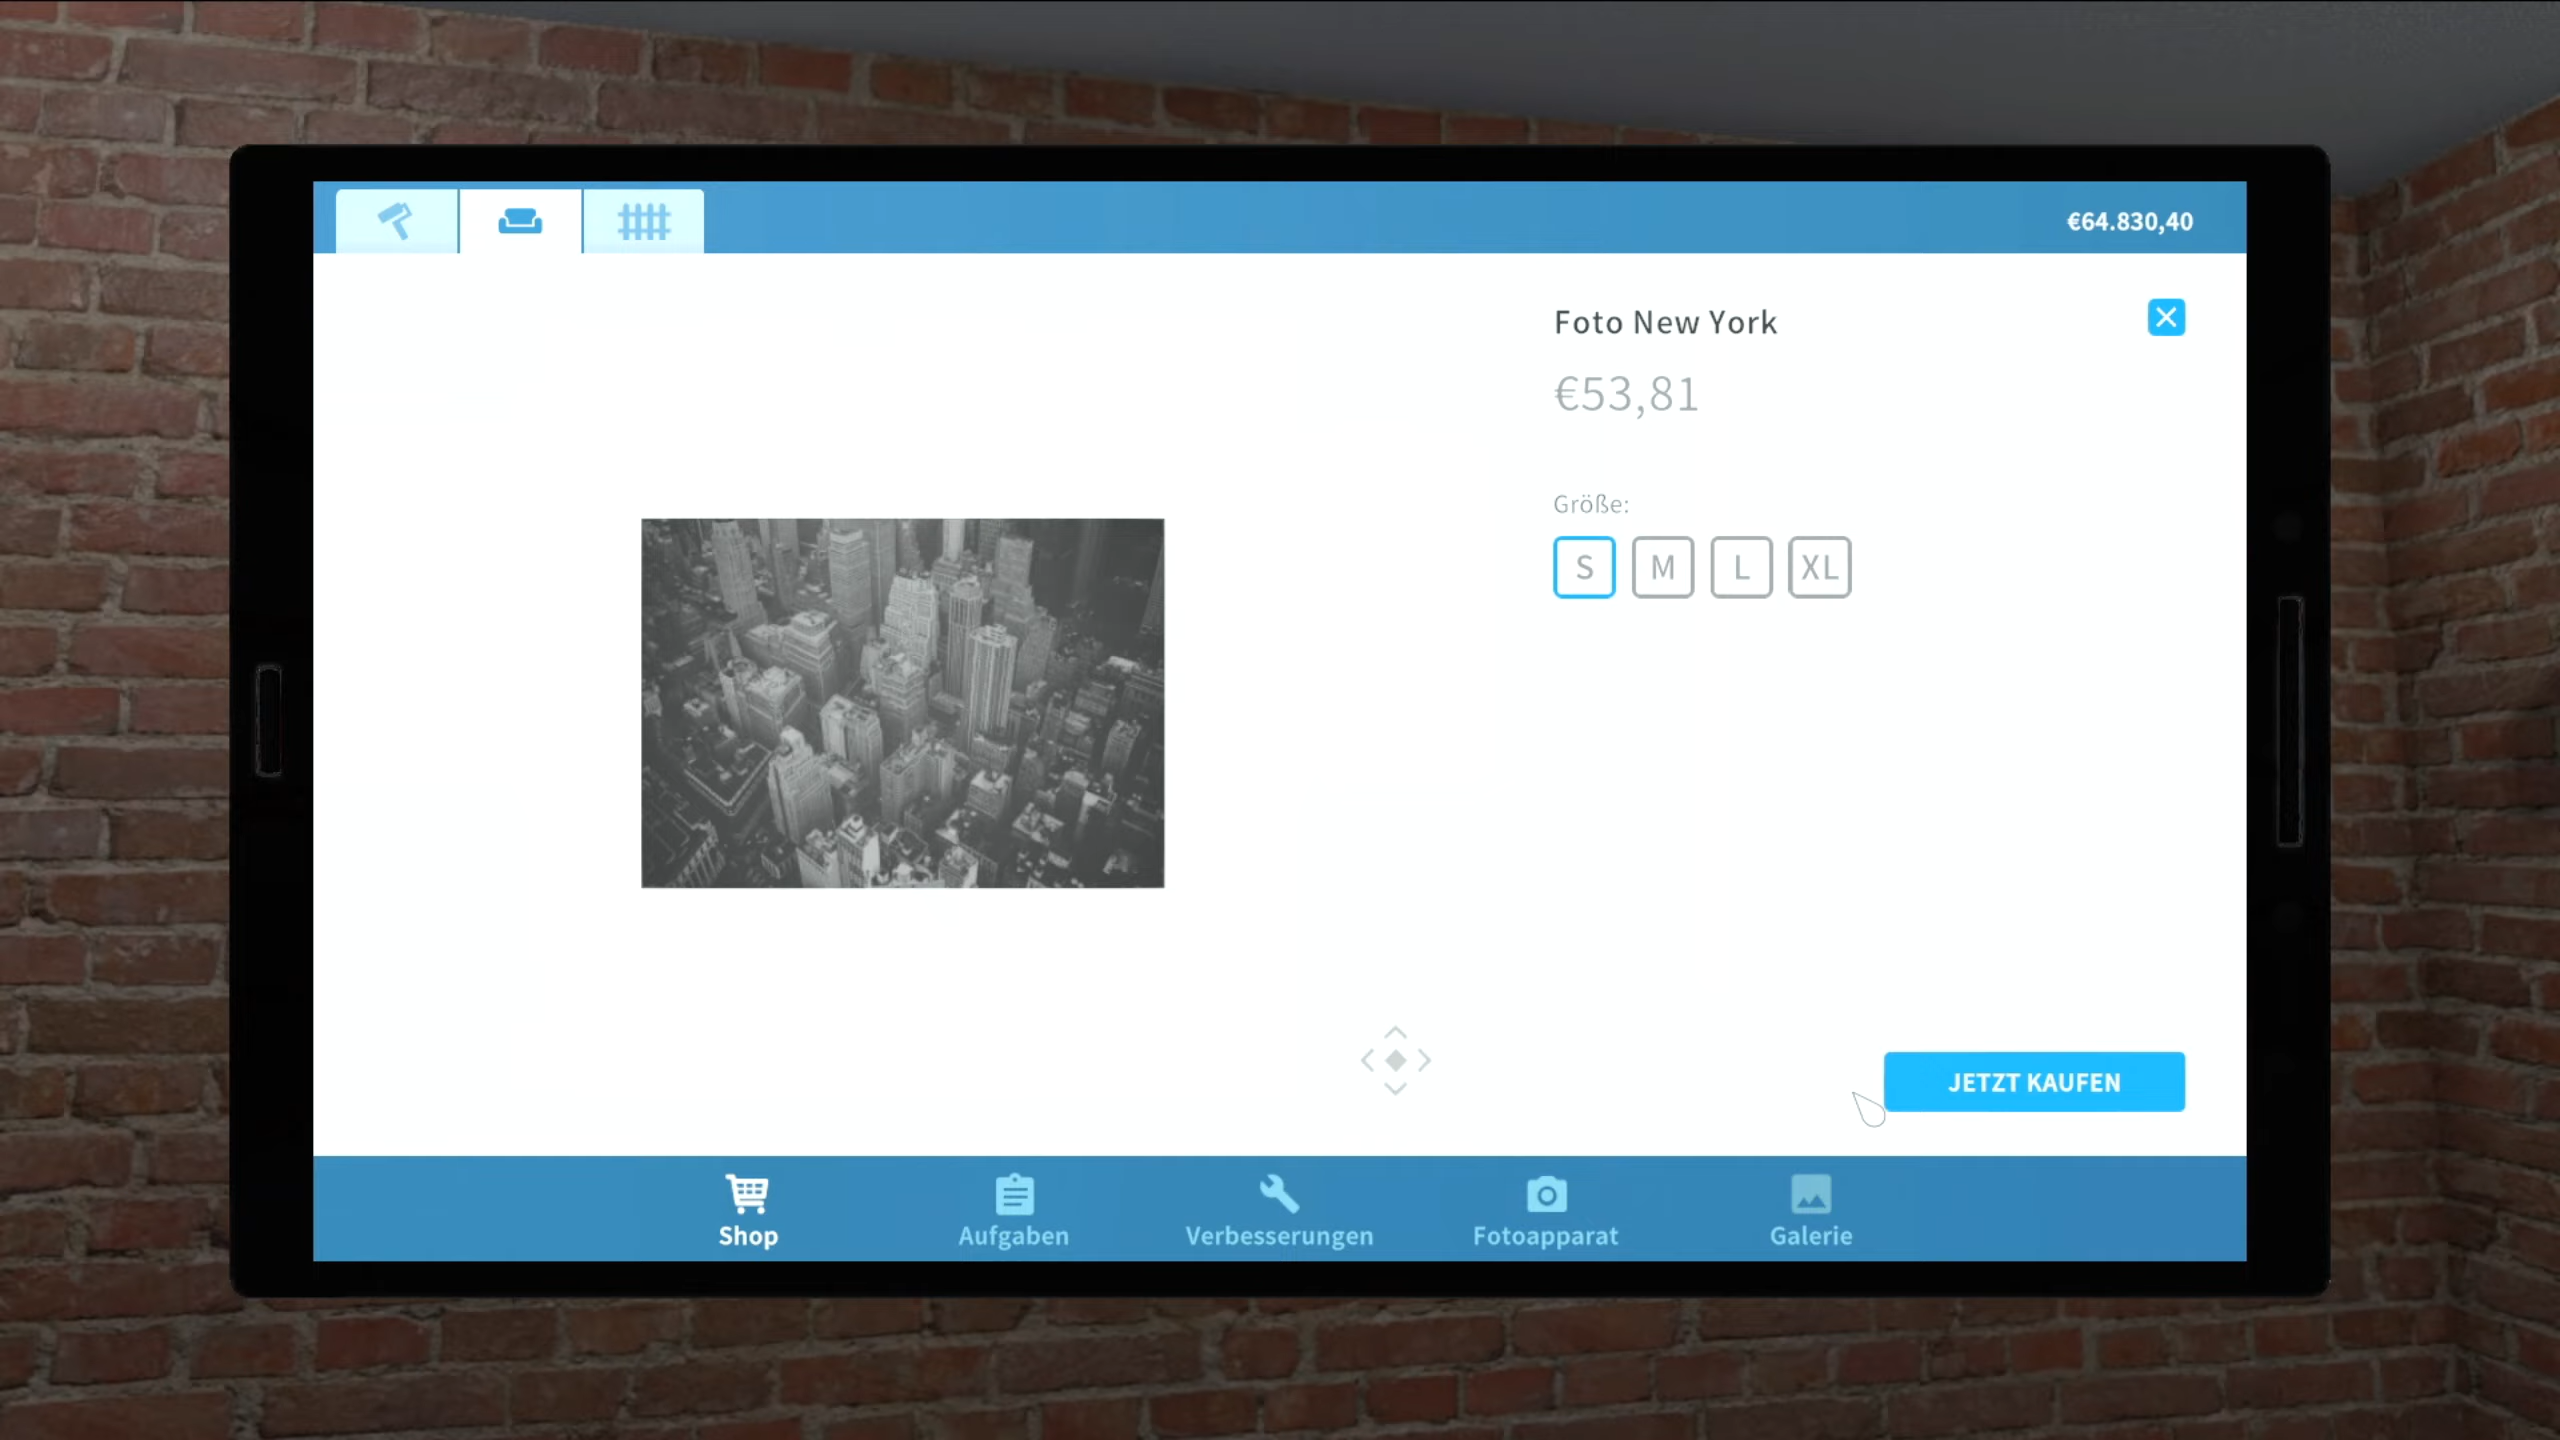 €64.830,40
Foto New York
€53,81
Größe:
S M L XL
JETZT KAUFEN
Shop Aufgaben Verbesserungen Fotoapparat Galerie